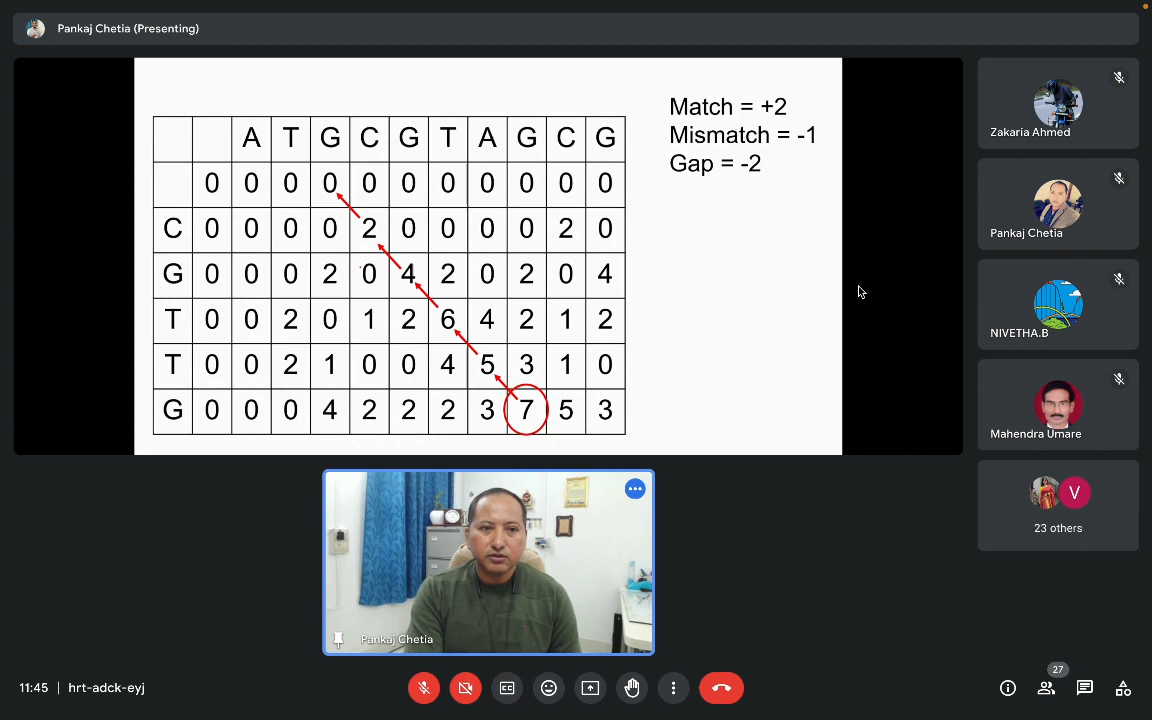 Pankaj Chetia (Presenting)
A T G C G T A G C G
0 0 0 0 0 0 0 0 0 0 0
C 0 0 0 0 2 0 0 0 0 2 0
G 0 0 0 2 0 4 2 0 2 0 4
T 0 0 2 0 1 2 6 4 2 1 2
T 0 0 2 1 0 0 4 5 3 1 0
G 0 0 0 4 2 2 2 3 7 5 3
Match = +2
Mismatch = -1
Gap = -2
Zakaria Ahmed
Pankaj Chetia
NIVETHA.B
Mahendra Umare
V
23 others
Pankaj Chetia
11:45 | hrt-adck-eyj
27